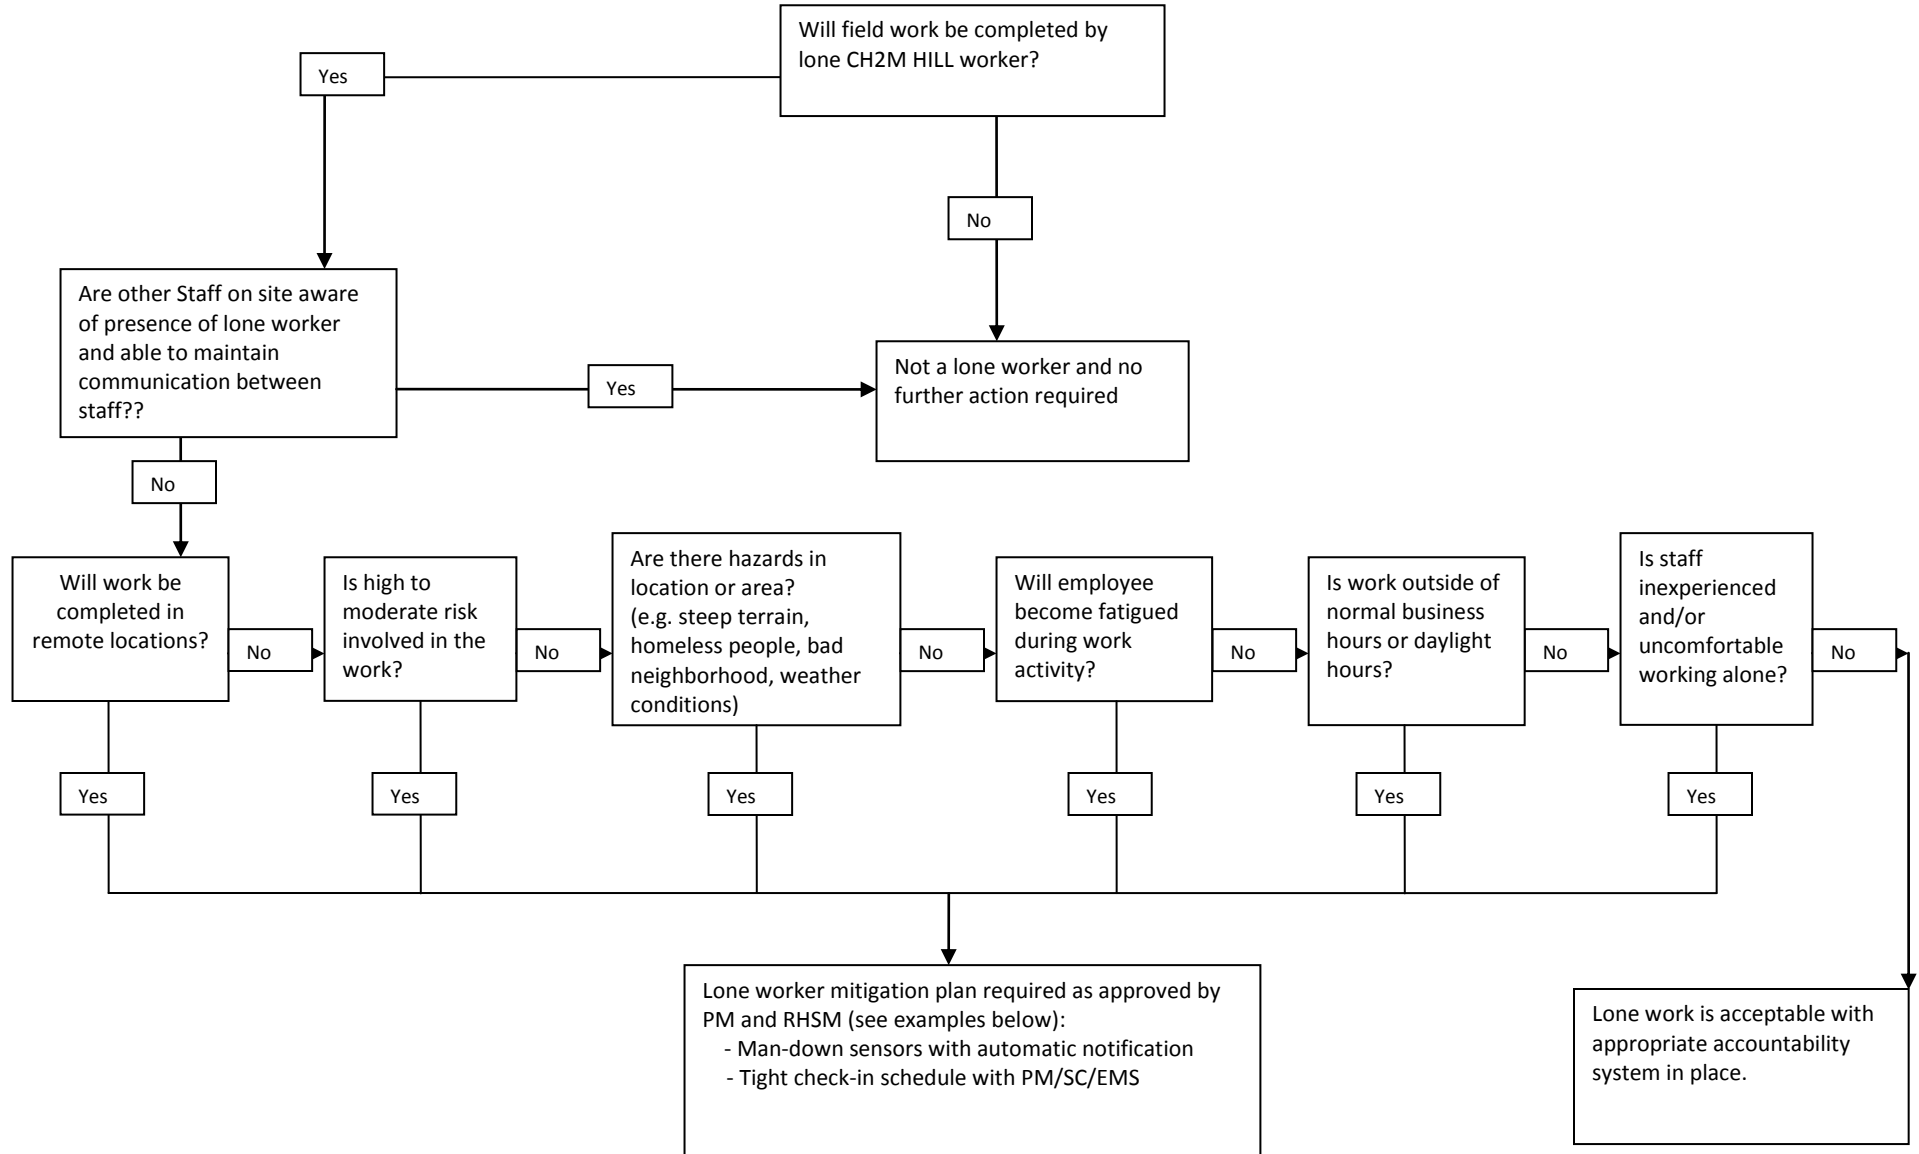 Will field work be completed by
lone CH2M HILL worker?
Yes
No
Are other Staff on site aware
of presence of lone worker
and able to maintain
communication between
staff??
Yes
Not a lone worker and no
further action required
No
Will work be
completed in
remote locations?
No
Is high to
moderate risk
involved in the
work?
No
Are there hazards in
location or area?
(e.g. steep terrain,
homeless people, bad
neighborhood, weather
conditions)
No
Will employee
become fatigued
during work
activity?
No
Is work outside of
normal business
hours or daylight
hours?
No
Is staff
inexperienced
and/or
uncomfortable
working alone?
No
Yes
Yes
Yes
Yes
Yes
Yes
Lone worker mitigation plan required as approved by
PM and RHSM (see examples below):
- Man-down sensors with automatic notification
- Tight check-in schedule with PM/SC/EMS
Lone work is acceptable with
appropriate accountability
system in place.